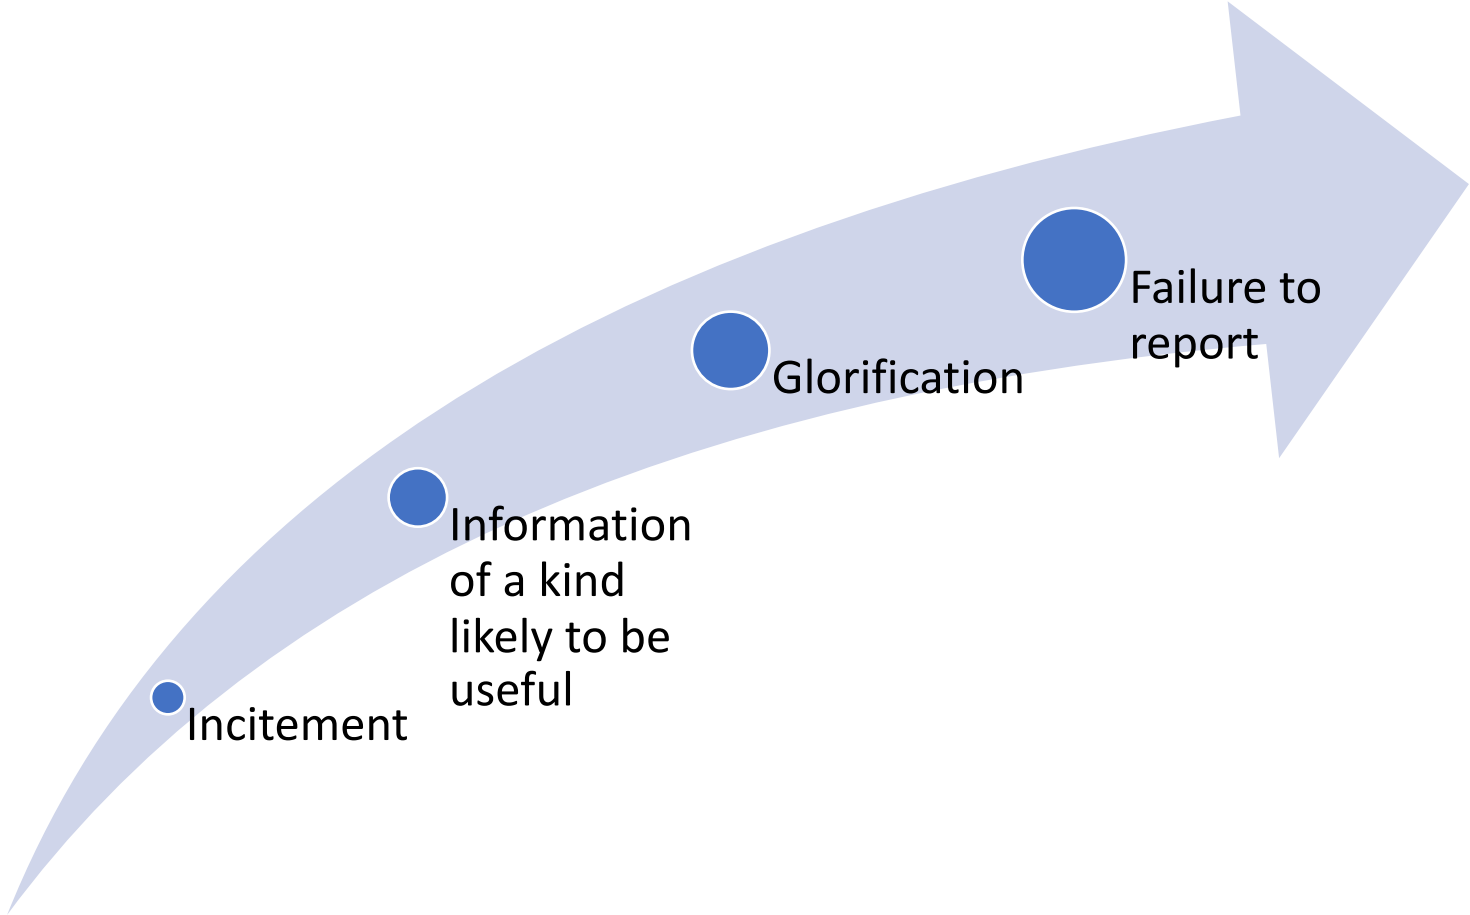 Incitement
Information
of a kind
likely to be
useful
Glorification
Failure to
report